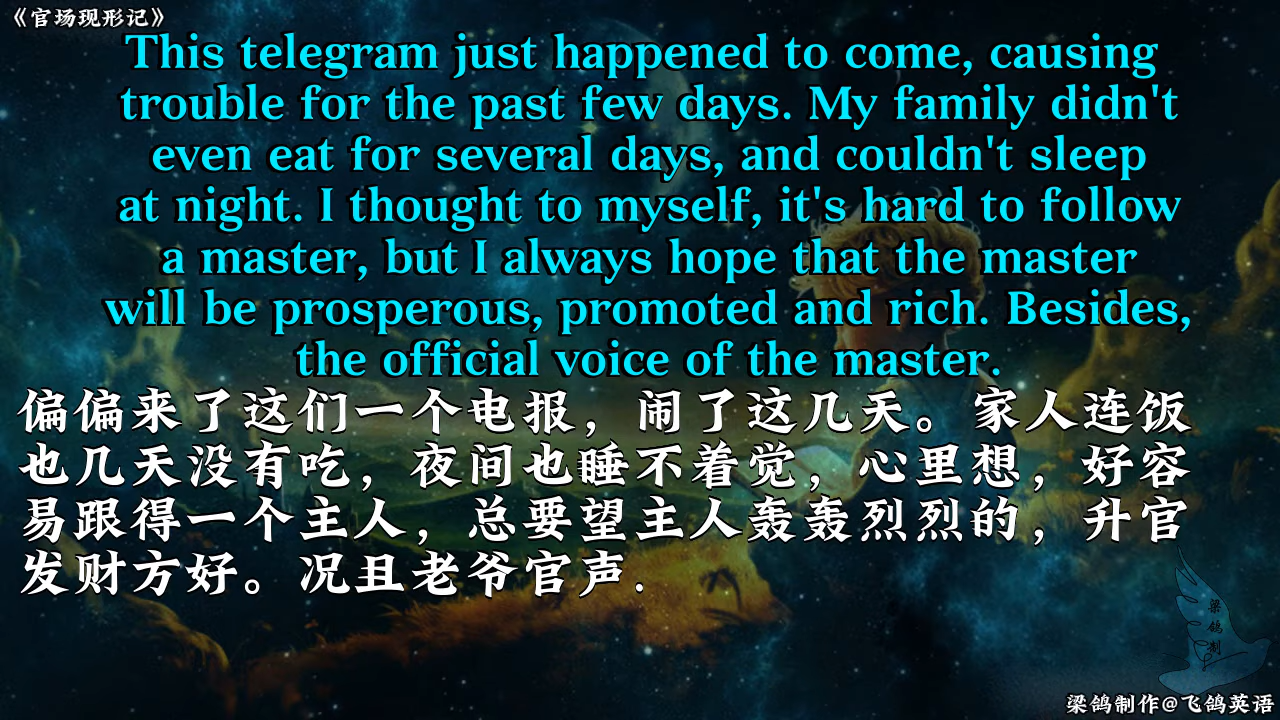 《官场现形记》
This telegram just happened to come, causing
trouble for the past few days. My family didn't
even eat for several days, and couldn't sleep
at night. I thought to myself, it's hard to follow
a master, but I always hope that the master
will be prosperous, promoted and rich. Besides,
the official voice of the master.
偏偏来了这们一个电报，闹了这几天。家人连饭
也几天没有吃，夜间也睡不着觉，心里想，好容
易跟得一个主人，总要望主人轰轰烈烈的，升官
发财方好。况且老爷官声.
梁鸽制
梁鸽制作@飞鸽英语